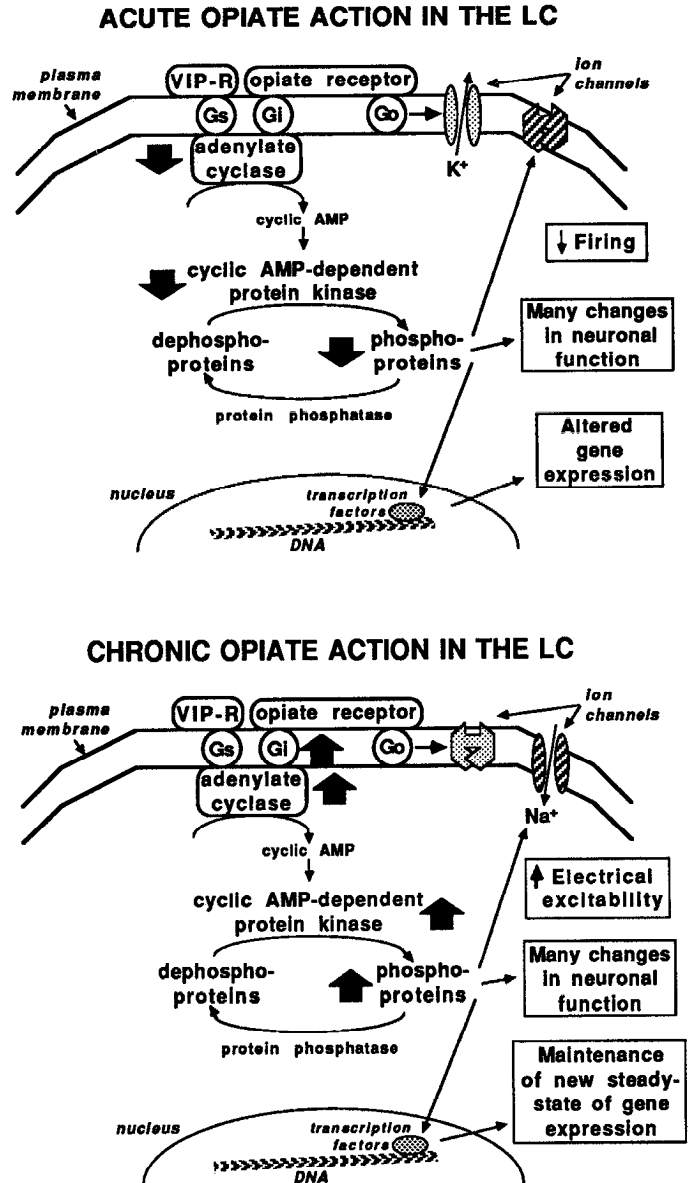 ACUTE OPIATE ACTION IN THE LC
plasma
membrane
VIP-R
opiate receptor
ion
channels
Gs
Gi
Go
adenylate
cyclase
K+
cyclic AMP
↓ Firing
cyclic AMP-dependent
protein kinase
dephospho-
proteins
phospho-
proteins
Many changes
in neuronal
function
protein phosphatase
Altered
gene
expression
nucleus
transcription
factors
DNA
CHRONIC OPIATE ACTION IN THE LC
plasma
membrane
VIP-R
opiate receptor
ion
channels
Gs
Gi
Go
adenylate
cyclase
Na+
cyclic AMP
↑ Electrical
excitability
cyclic AMP-dependent
protein kinase
dephospho-
proteins
phospho-
proteins
Many changes
in neuronal
function
protein phosphatase
Maintenance
of new steady-
state of gene
expression
nucleus
transcription
factors
DNA